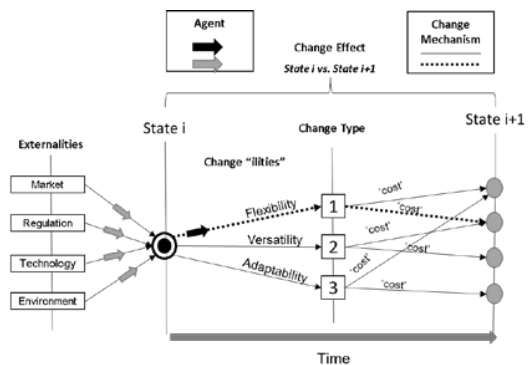 Agent
Change
Mechanism
Change Effect
State i vs. State i+1
State i
State i+1
Externalities
Change Type
Change "ilities"
Market
Regulation
Technology
Environment
Flexibility
Versatility
Adaptability
1
2
3
'cost'
'cost'
'cost'
'cost'
'cost'
'cost'
Time